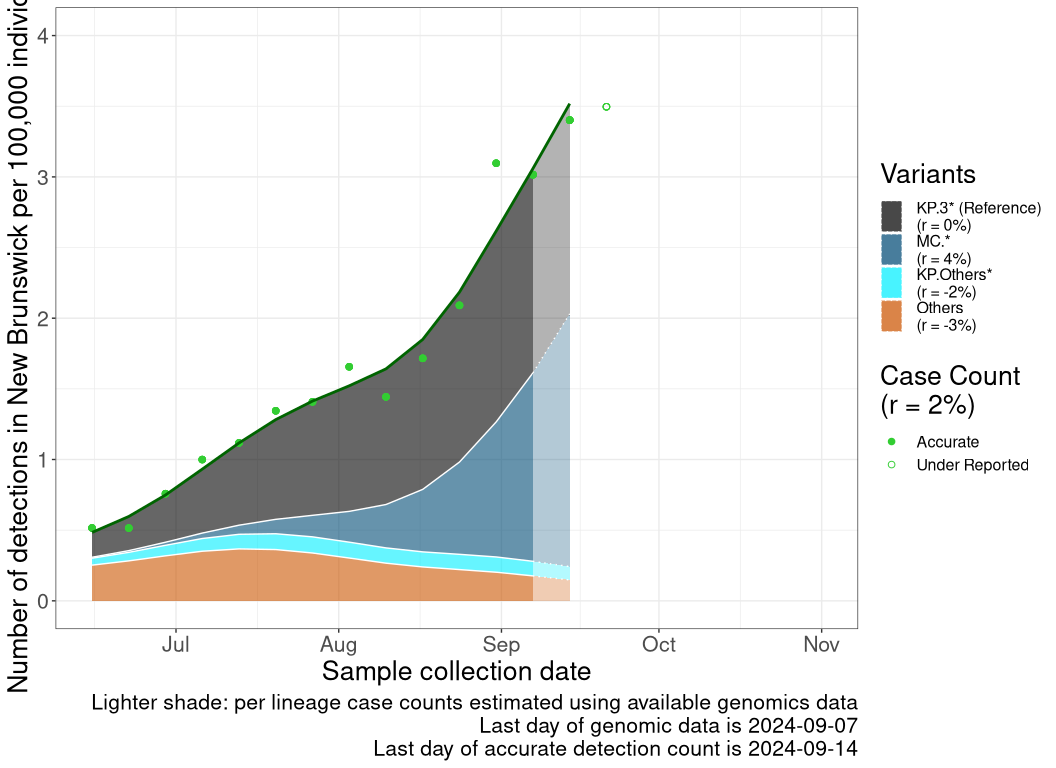 Number of detections in New Brunswick per 100,000
4
3
2
1
0
Jul Aug Sep Oct Nov
Sample collection date
Lighter shade: per lineage case counts estimated using available genomics data
Last day of genomic data is 2024-09-07
Last day of accurate detection count is 2024-09-14
Variants
KP.3* (Reference)
(r = 0%)
MC.*
(r = 4%)
KP.Others*
(r = -2%)
Others
(r = -3%)
Case Count
(r = 2%)
Accurate
Under Reported